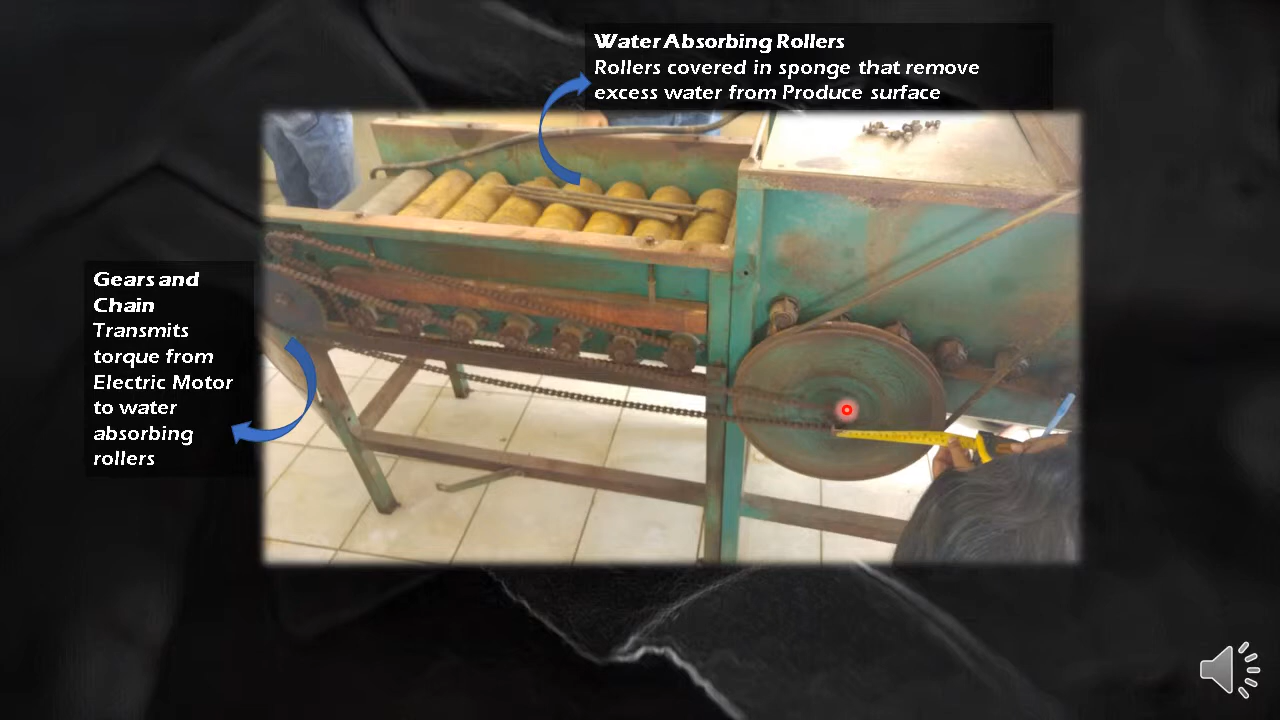 Water Absorbing Rollers
Rollers covered in sponge that remove
excess water from Produce surface
Gears and
Chain
Transmits
torque from
Electric Motor
to water
absorbing
rollers